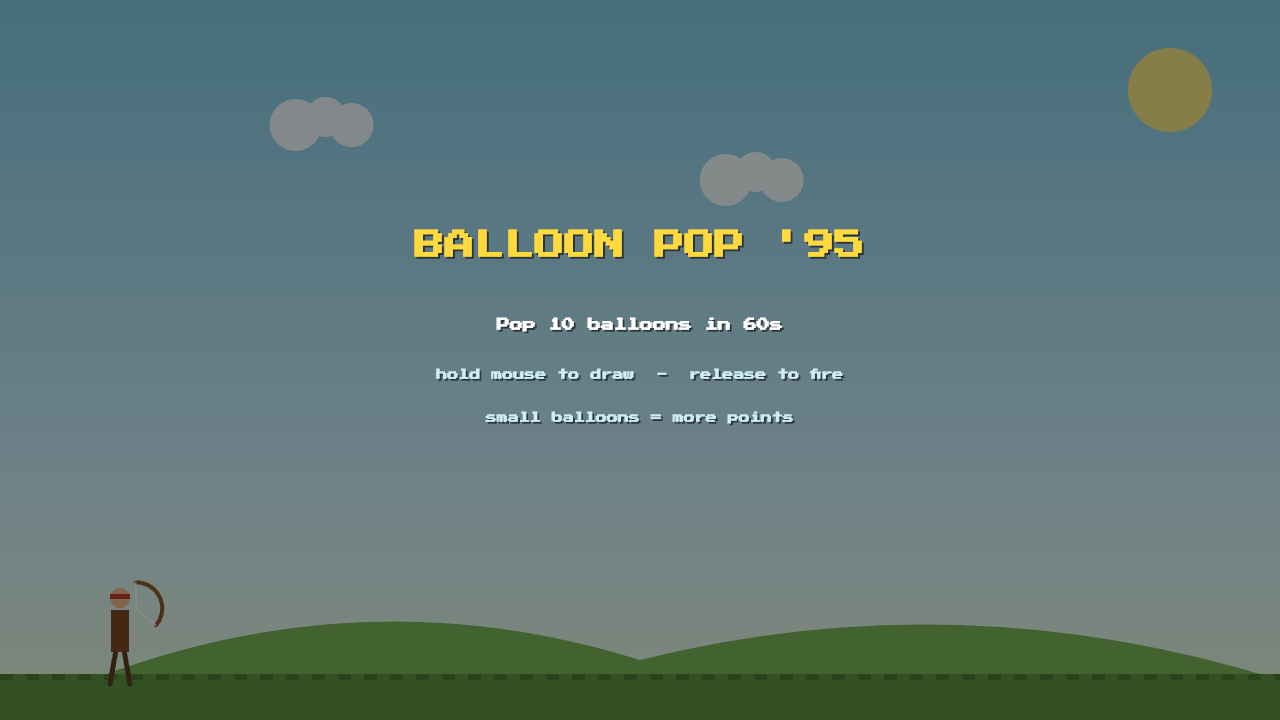 BALLOON POP '95
Pop 10 balloons in 60s
hold mouse to draw - release to fire
small balloons = more points